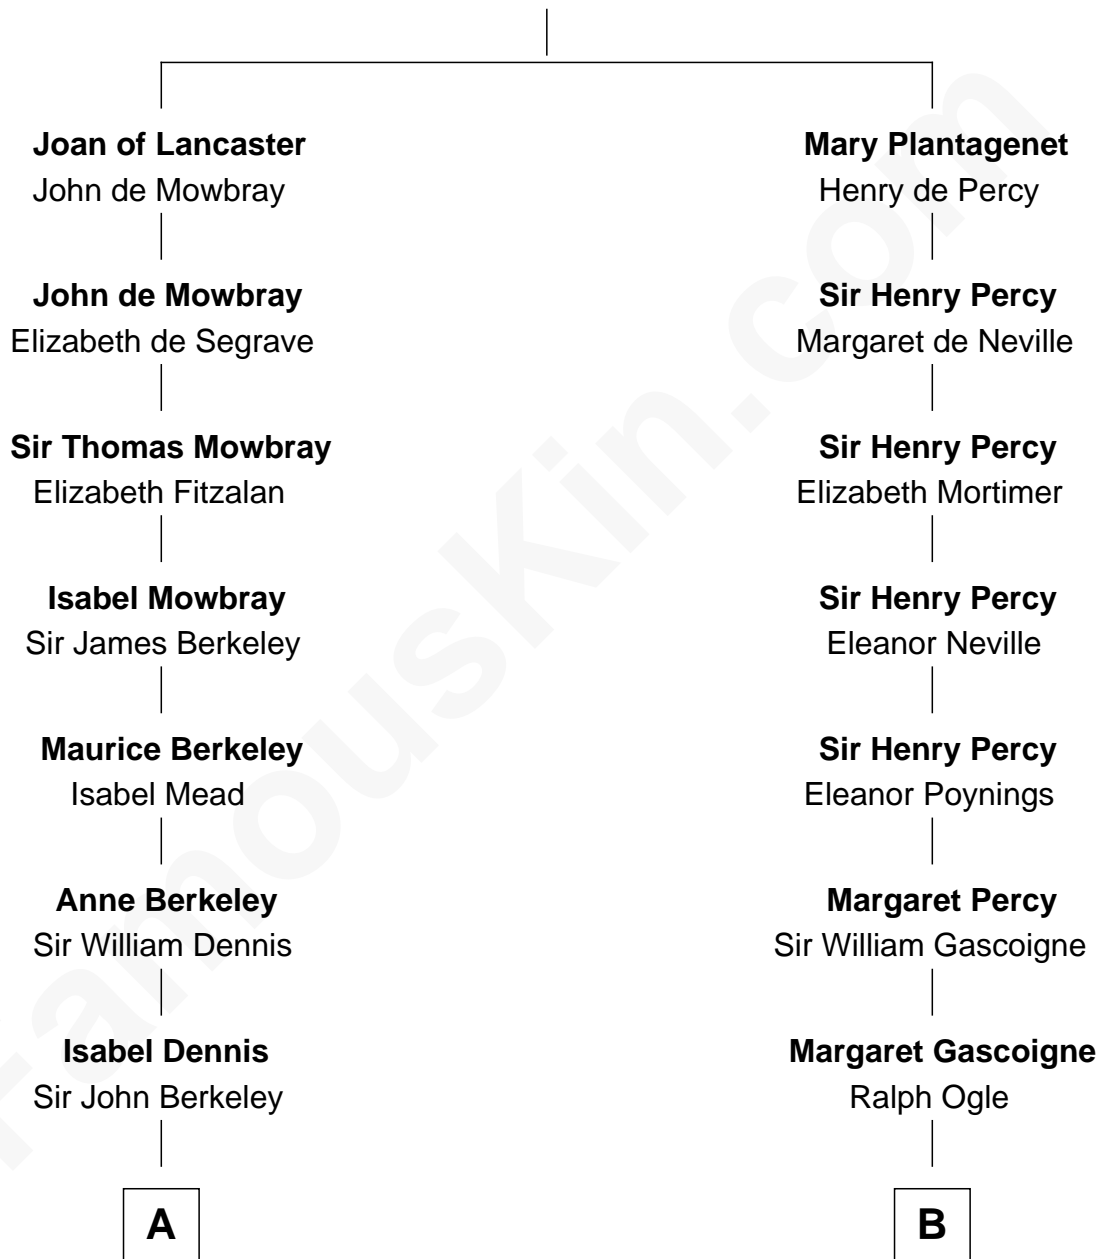 Joan of Lancaster
John de Mowbray
John de Mowbray
Elizabeth de Segrave
Sir Thomas Mowbray
Elizabeth Fitzalan
Isabel Mowbray
Sir James Berkeley
Maurice Berkeley
Isabel Mead
Anne Berkeley
Sir William Dennis
Isabel Dennis
Sir John Berkeley
A
Mary Plantagenet
Henry de Percy
Sir Henry Percy
Margaret de Neville
Sir Henry Percy
Elizabeth Mortimer
Sir Henry Percy
Eleanor Neville
Sir Henry Percy
Eleanor Poynings
Margaret Percy
Sir William Gascoigne
Margaret Gascoigne
Ralph Ogle
B
FamousKin.com